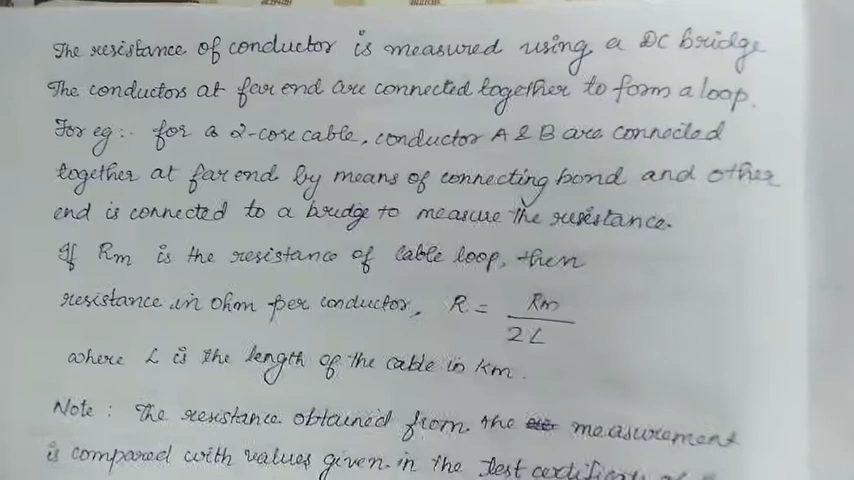 The resistance of conductor is measured using a DC bridge
The conductors at far end are connected together to form a loop.
For eg:- for a 2-core cable, conductor A & B are connected
together at far end by means of connecting bond and other
end is connected to a bridge to measure the resistance.
If Rm is the resistance of cable loop, then
resistance in ohm per conductor, R = Rm / 2L
where L is the length of the cable in km.
Note: The resistance obtained from the measurement
is compared with values given in the test certificate of